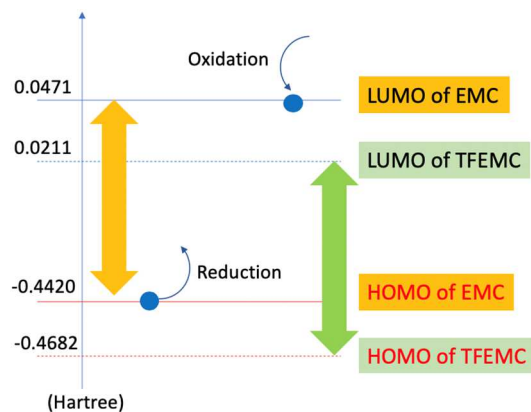 Oxidation
0.0471
LUMO of EMC
0.0211
LUMO of TFEMC
Reduction
-0.4420
HOMO of EMC
-0.4682
HOMO of TFEMC
(Hartree)